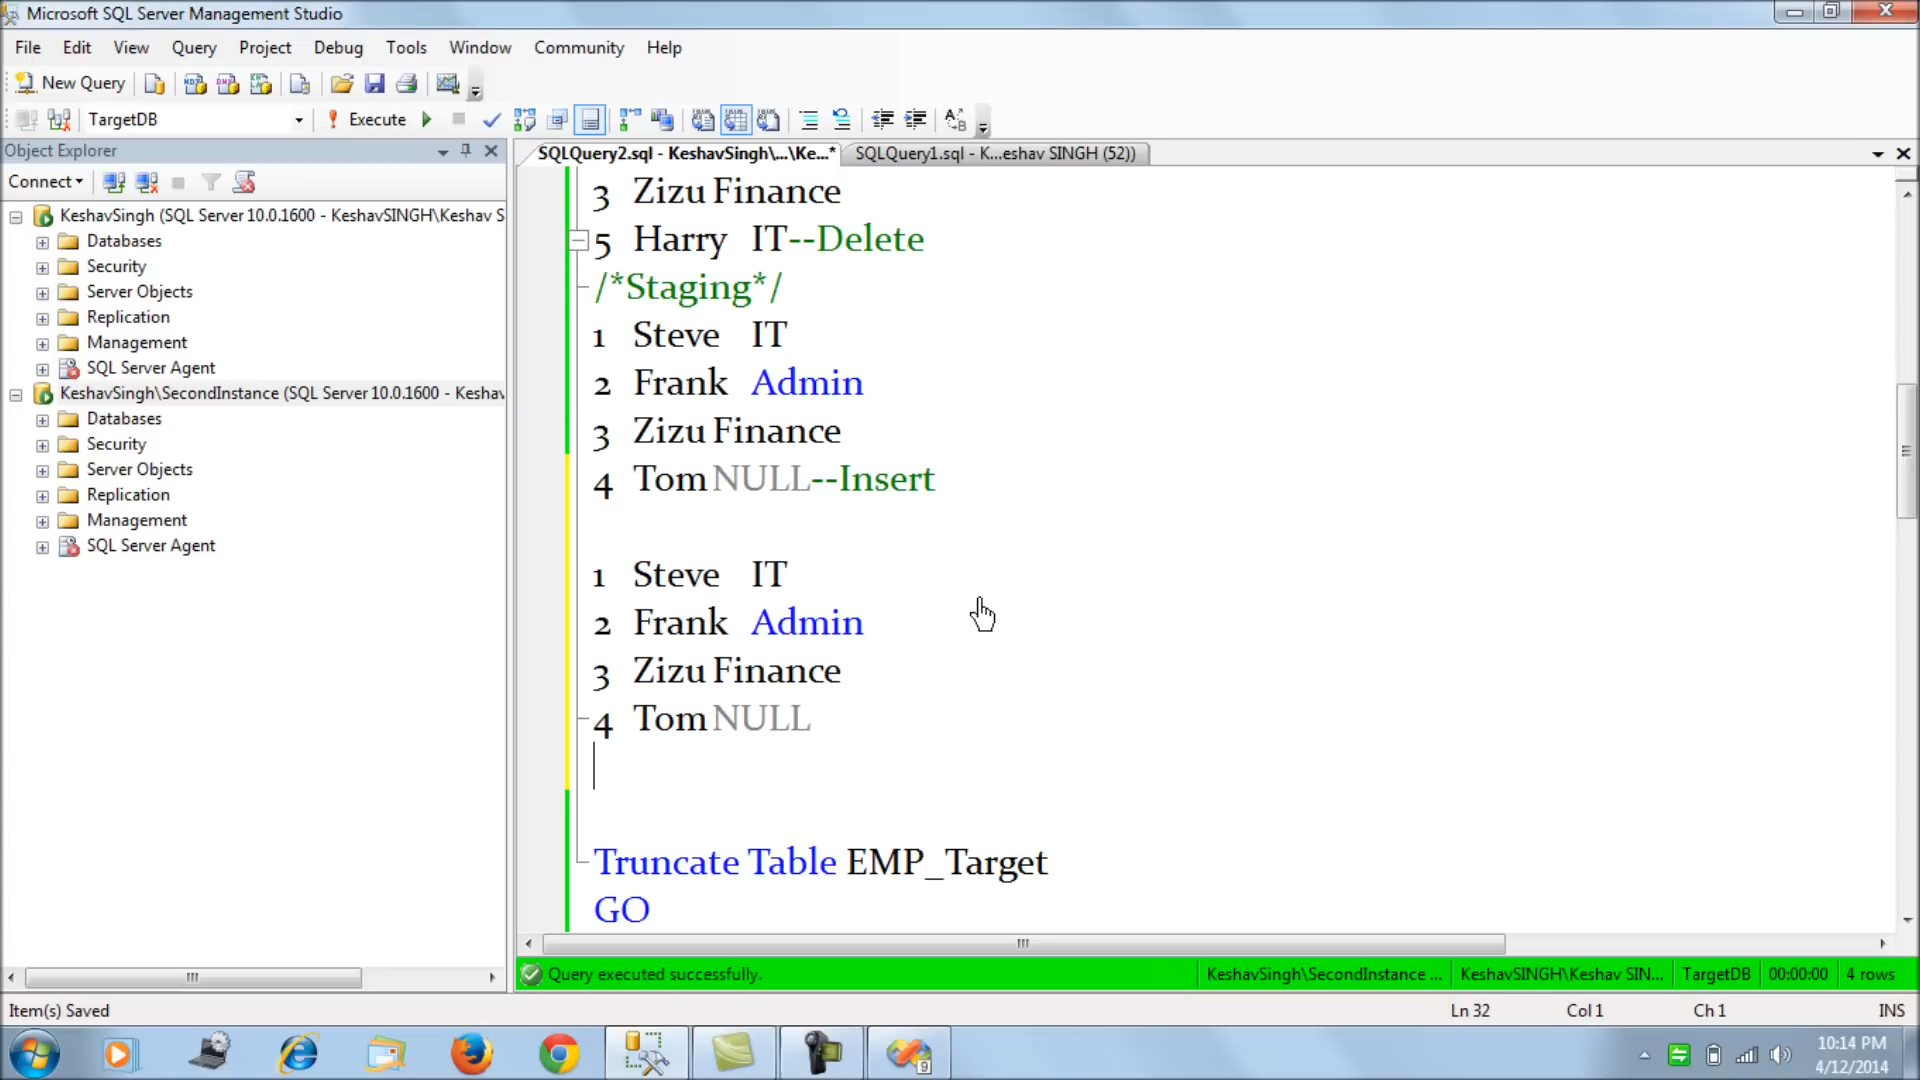 Microsoft SQL Server Management Studio
File Edit View Query Project Debug Tools Window Community Help
New Query
TargetDB Execute
Object Explorer
SQLQuery2.sql - KeshavSingh\...\Ke...* SQLQuery1.sql - K...eshav SINGH (52))
Connect
KeshavSingh (SQL Server 10.0.1600 - KeshavSINGH\Keshav S
Databases
Security
Server Objects
Replication
Management
SQL Server Agent
KeshavSingh\SecondInstance (SQL Server 10.0.1600 - Keshav
Databases
Security
Server Objects
Replication
Management
SQL Server Agent
3 Zizu Finance
5 Harry IT--Delete
/*Staging*/
1 Steve IT
2 Frank Admin
3 Zizu Finance
4 Tom NULL--Insert
1 Steve IT
2 Frank Admin
3 Zizu Finance
4 Tom NULL
Truncate Table EMP_Target
GO
Query executed successfully. KeshavSingh\SecondInstance ... KeshavSINGH\Keshav SIN... TargetDB 00:00:00 4 rows
Item(s) Saved Ln 32 Col 1 Ch 1 INS
9
10:14 PM
4/12/2014